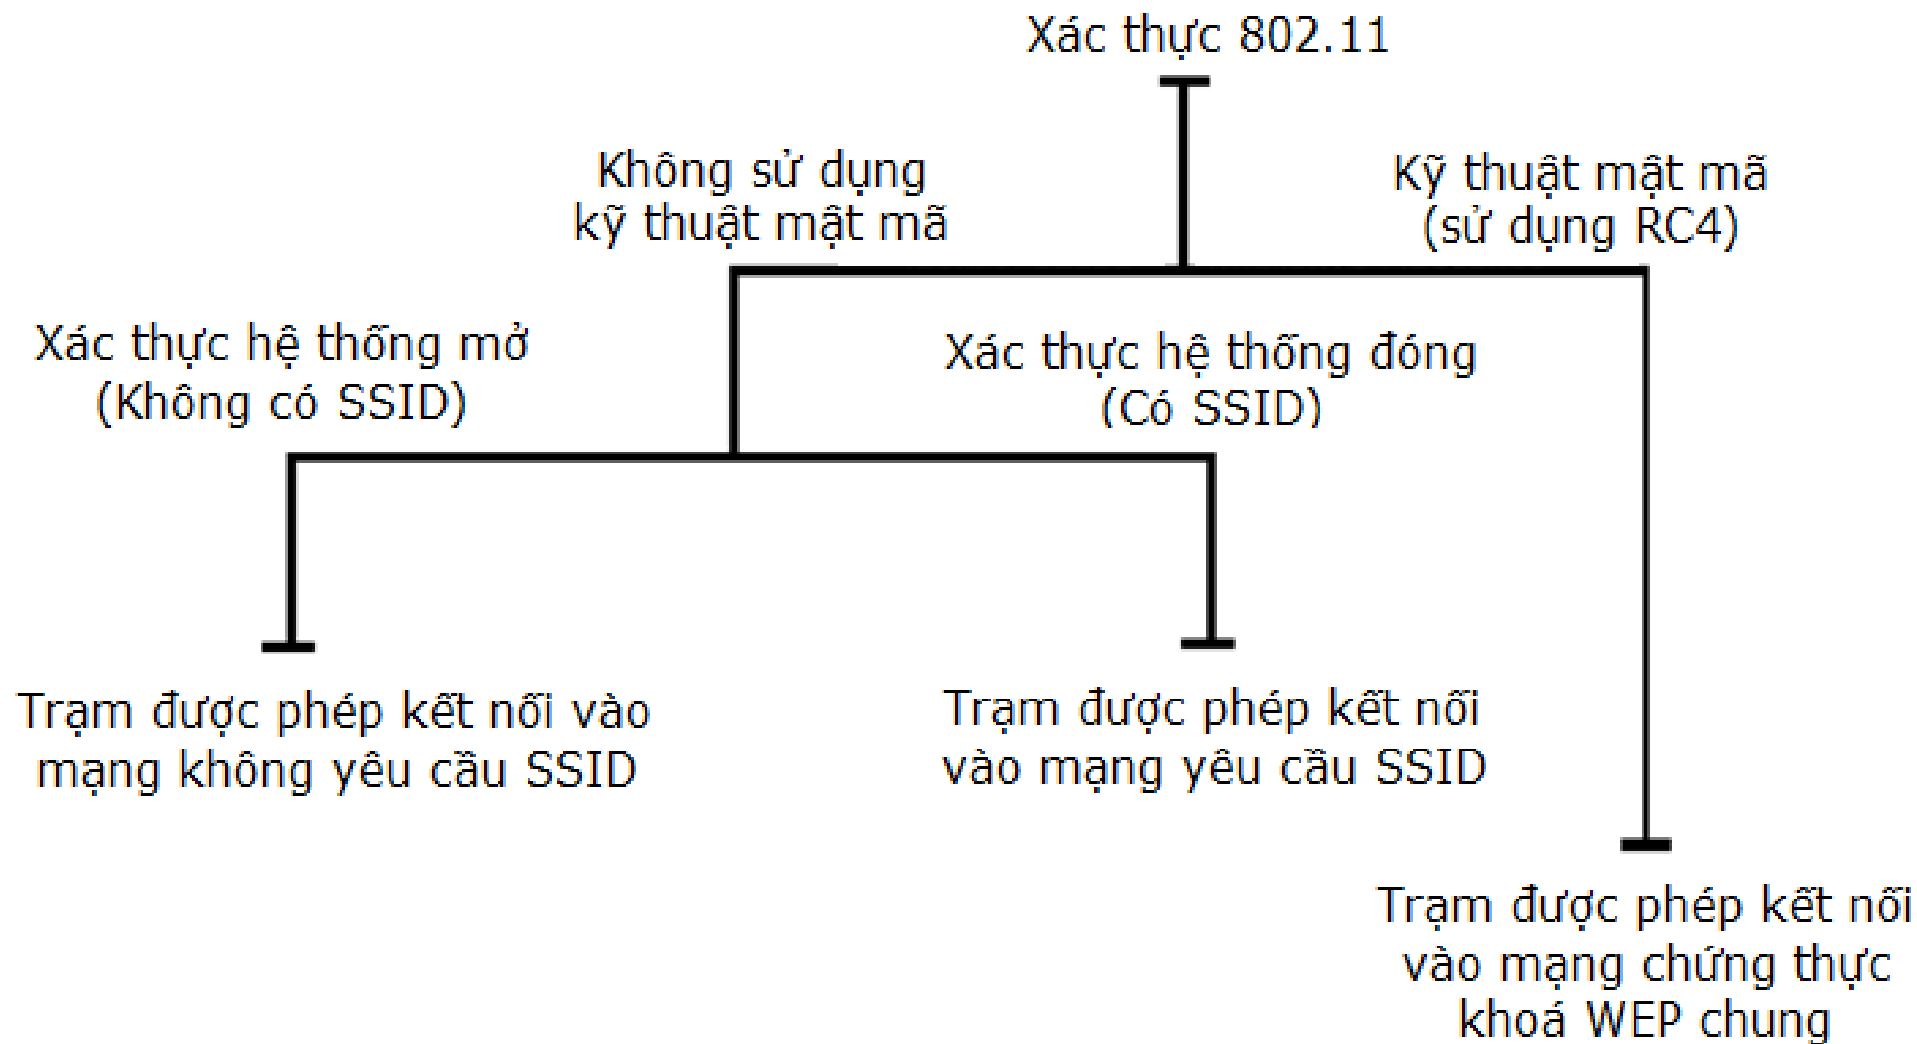 Xác thực 802.11
Không sử dụng
kỹ thuật mật mã
Kỹ thuật mật mã
(sử dụng RC4)
Xác thực hệ thống mở
(Không có SSID)
Xác thực hệ thống đóng
(Có SSID)
Trạm được phép kết nối vào
mạng không yêu cầu SSID
Trạm được phép kết nối
vào mạng yêu cầu SSID
Trạm được phép kết nối
vào mạng chứng thực
khoá WEP chung